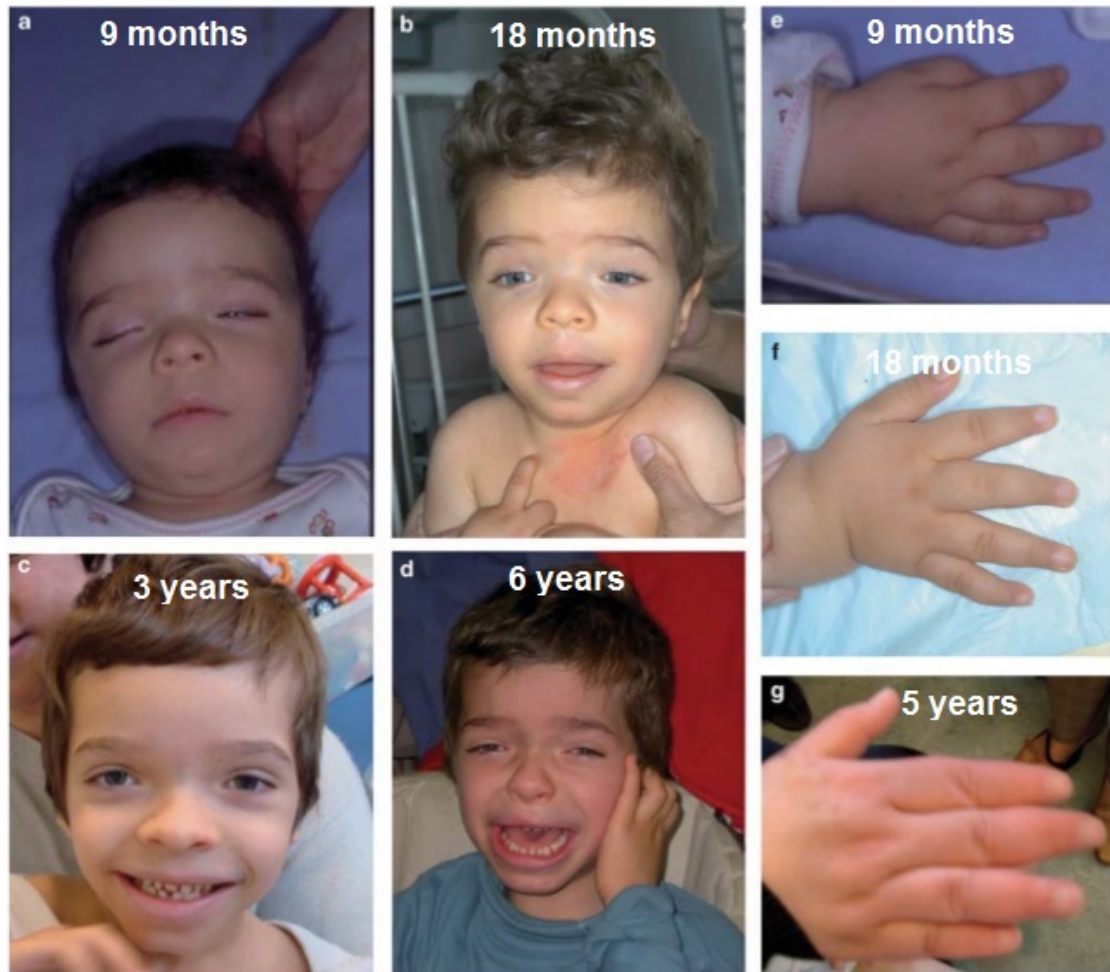 a
9 months
b
18 months
e
9 months
f
18 months
c
3 years
d
6 years
g
5 years